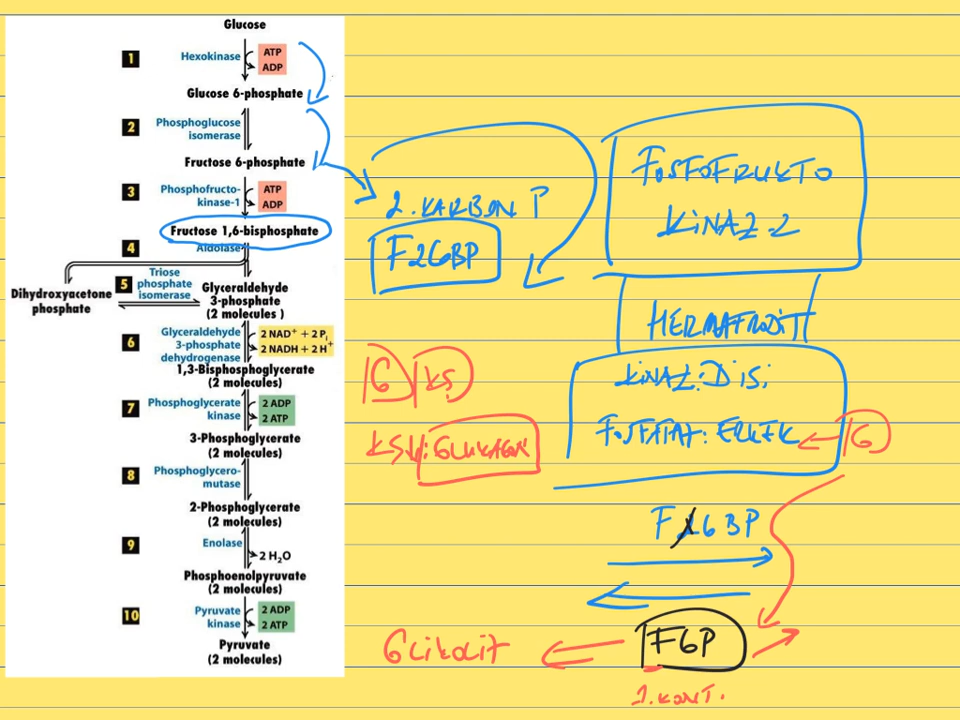 Glucose
1 Hexokinase ATP
ADP
Glucose 6-phosphate
2 Phosphoglucose
isomerase
Fructose 6-phosphate
3 Phosphofructo-
kinase-1
ATP
ADP
Fructose 1,6-bisphosphate
4 Aldolase
5 Triose
phosphate
isomerase
Dihydroxyacetone
phosphate
Glyceraldehyde
3-phosphate
(2 molecules )
6 Glyceraldehyde
3-phosphate
dehydrogenase
2 NAD+ + 2 Pi
2 NADH + 2 H+
1,3-Bisphosphoglycerate
(2 molecules)
7 Phosphoglycerate
kinase
2 ADP
2 ATP
3-Phosphoglycerate
(2 molecules)
8 Phosphoglycero-
mutase
2-Phosphoglycerate
(2 molecules)
9 Enolase
2 H2O
Phosphoenolpyruvate
(2 molecules)
10 Pyruvate
kinase
2 ADP
2 ATP
Pyruvate
(2 molecules)
2. KARBON P
F26BP
FOSFOFRUKTO
KİNAZ-2
HERMAFRODİT
KİNAZ: DİŞİ
FOSFATAZ: ERKEK
G
G KŞ
KŞ↓: GLUKAGON
F26BP
F6P
Glikolit
1. KONT.